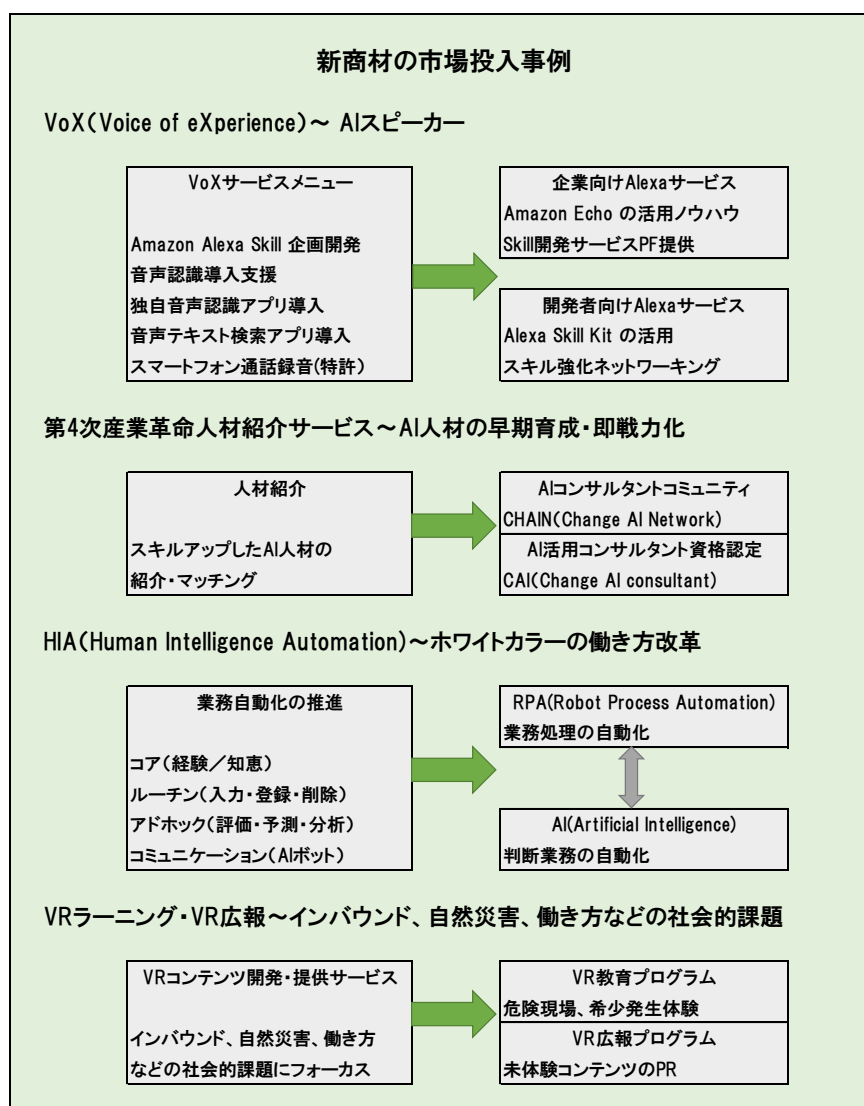 新商材の市場投入事例
VoX(Voice of eXperience)～ AIスピーカー
VoXサービスメニュー
Amazon Alexa Skill 企画開発
音声認識導入支援
独自音声認識アプリ導入
音声テキスト検索アプリ導入
スマートフォン通話録音(特許)
企業向けAlexaサービス
Amazon Echo の活用ノウハウ
Skill開発サービスPF提供
開発者向けAlexaサービス
Alexa Skill Kit の活用
スキル強化ネットワーキング
第4次産業革命人材紹介サービス～AI人材の早期育成・即戦力化
人材紹介
スキルアップしたAI人材の
紹介・マッチング
AIコンサルタントコミュニティ
CHAIN(Change AI Network)
AI活用コンサルタント資格認定
CAI(Change AI consultant)
HIA(Human Intelligence Automation)～ホワイトカラーの働き方改革
業務自動化の推進
コア(経験／知恵)
ルーチン(入力・登録・削除)
アドホック(評価・予測・分析)
コミュニケーション(AIボット)
RPA(Robot Process Automation)
業務処理の自動化
AI(Artificial Intelligence)
判断業務の自動化
VRラーニング・VR広報～インバウンド、自然災害、働き方などの社会的課題
VRコンテンツ開発・提供サービス
インバウンド、自然災害、働き方
などの社会的課題にフォーカス
VR教育プログラム
危険現場、希少発生体験
VR広報プログラム
未体験コンテンツのPR